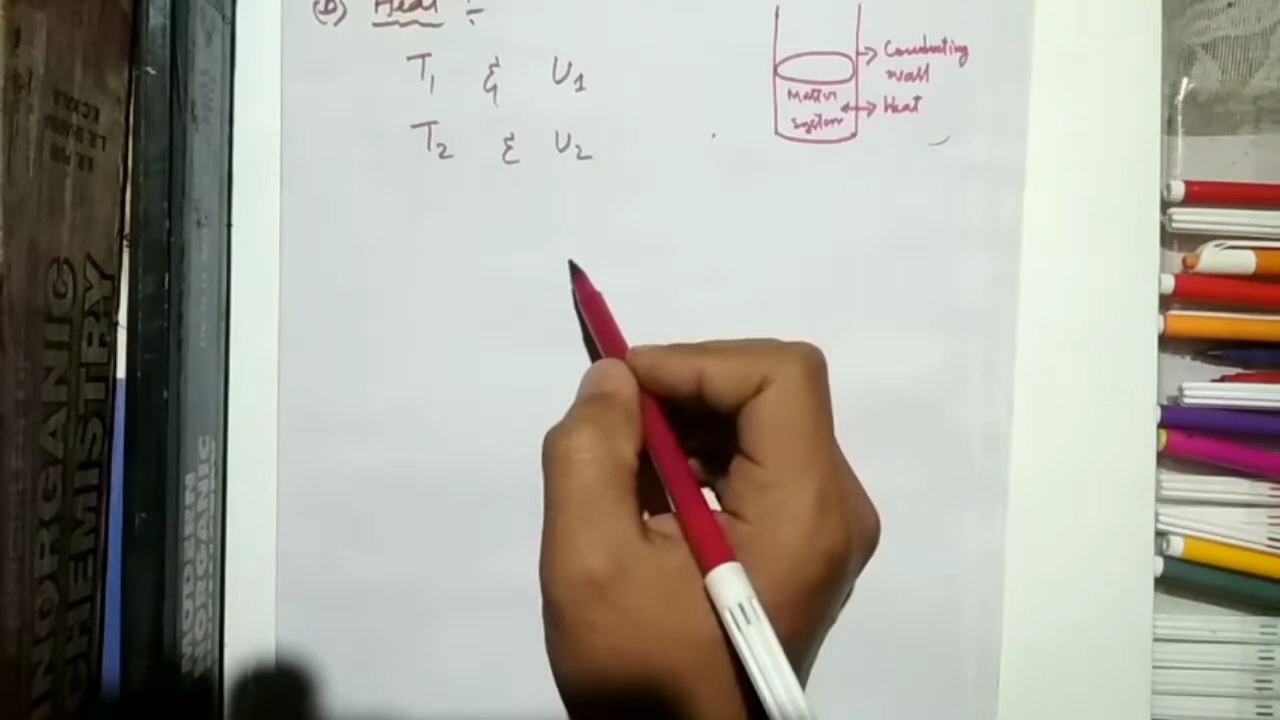 (b) Heat :-
T1 & U1
T2 & U2
Conducting
wall
Matter
system
Heat
INORGANIC
CHEMISTRY
MODERN
INORGANIC